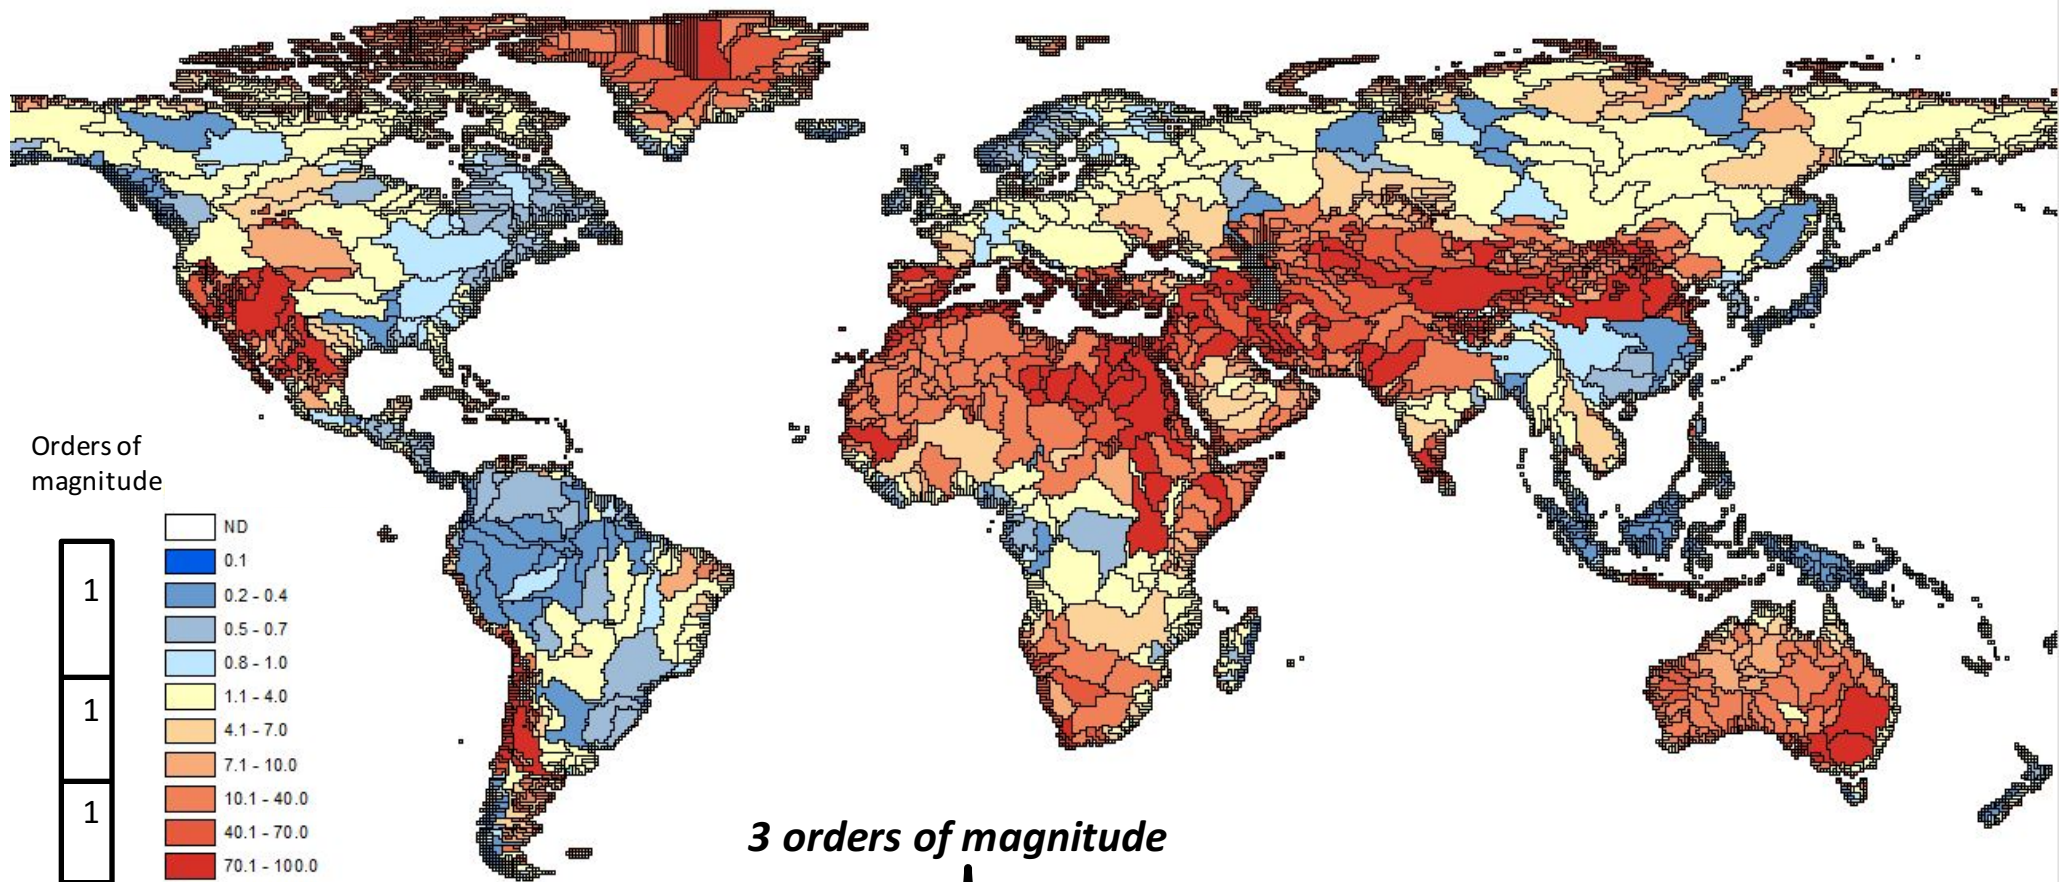 Orders of
magnitude
ND
0.1
0.2 - 0.4
1
0.5 - 0.7
0.8 - 1.0
1.1 - 4.0
1
4.1 - 7.0
7.1 - 10.0
10.1 - 40.0
1
40.1 - 70.0
70.1 - 100.0
3 orders of magnitude